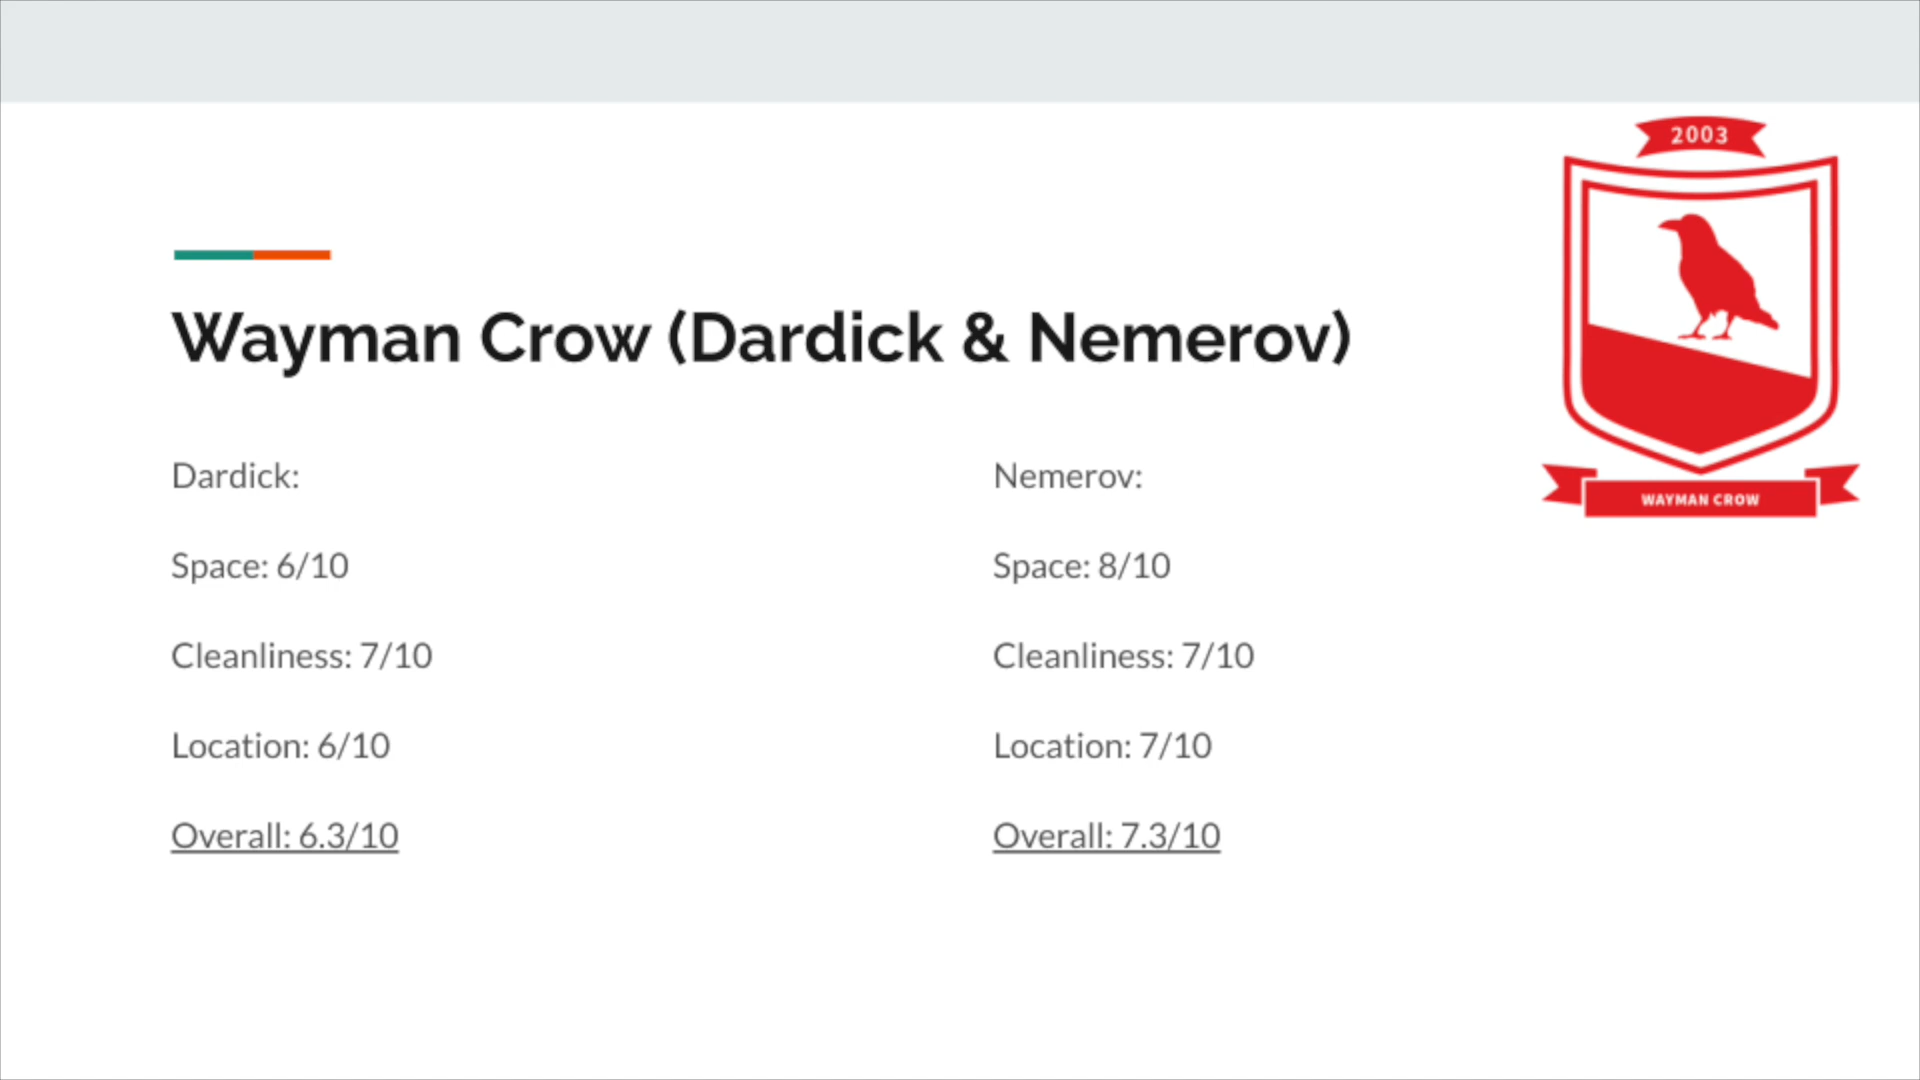 2003
WAYMAN CROW
Wayman Crow (Dardick & Nemerov)
Dardick:
Space: 6/10
Cleanliness: 7/10
Location: 6/10
Overall: 6.3/10
Nemerov:
Space: 8/10
Cleanliness: 7/10
Location: 7/10
Overall: 7.3/10